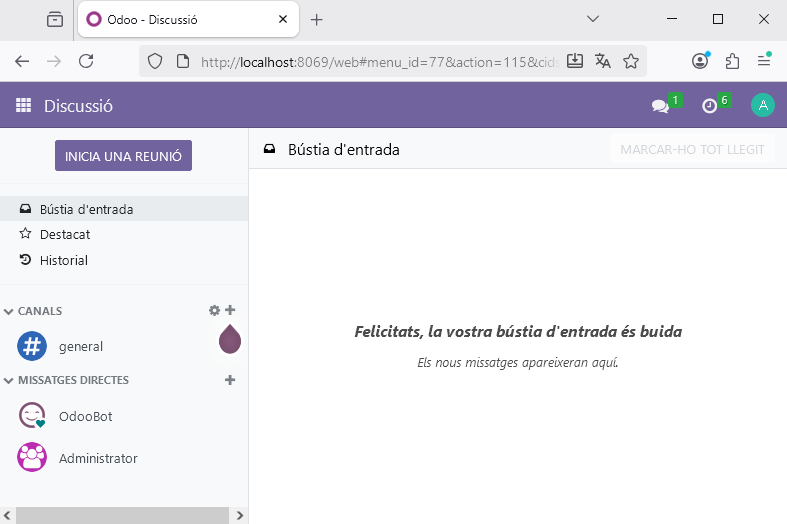 Odoo - Discussió
http://localhost:8069/web#menu_id=77&action=115&cids
Discussió
1
6
A
INICIA UNA REUNIÓ
Bústia d'entrada
MARCAR-HO TOT LLEGIT
Bústia d'entrada
Destacat
Historial
CANALS
general
Felicitats, la vostra bústia d'entrada és buida
Els nous missatges apareixeran aquí.
MISSATGES DIRECTES
OdooBot
Administrator